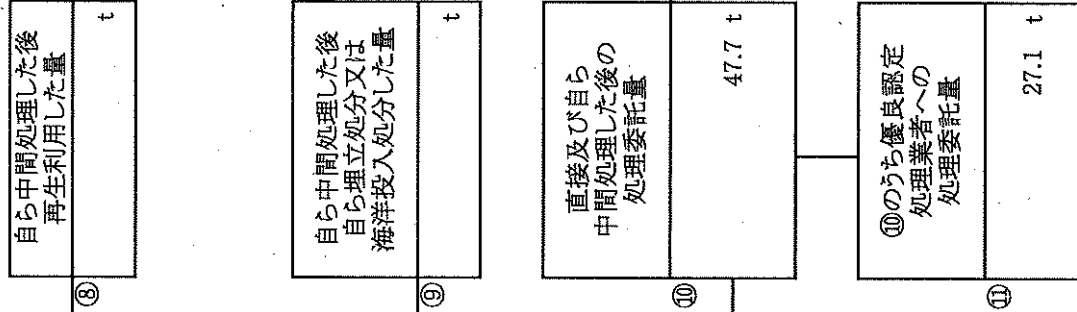 自ら中間処理した後
再生利用した量
⑧
t
自ら中間処理した後
自ら埋立処分又は
海洋投入処分した量
⑨
t
直接及び自ら
中間処理した後の
処理委託量
⑩
47.7 t
⑩のうち優良認定
処理業者への
処理委託量
⑪
27.1 t